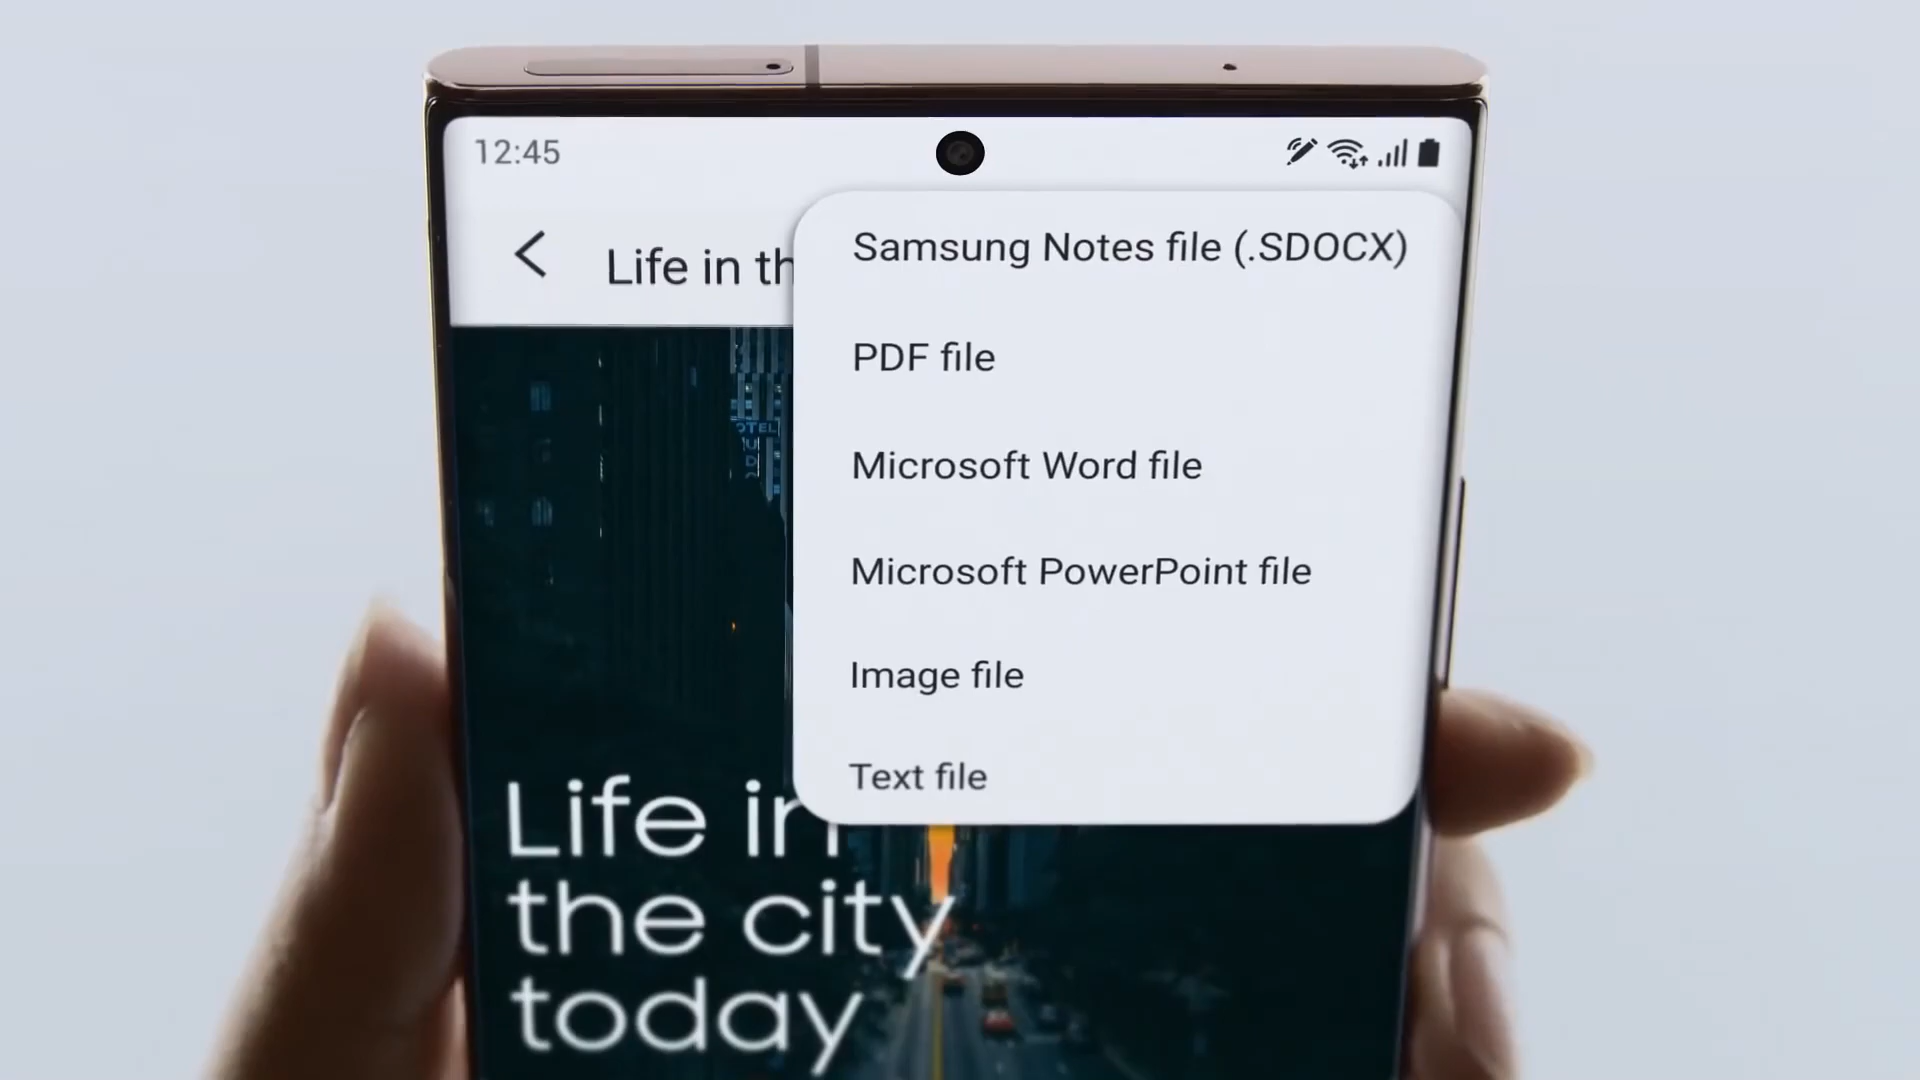 12:45
Life in th
Samsung Notes file (.SDOCX)
PDF file
Microsoft Word file
Microsoft PowerPoint file
Image file
Text file
OTEL
Life in
the city
today